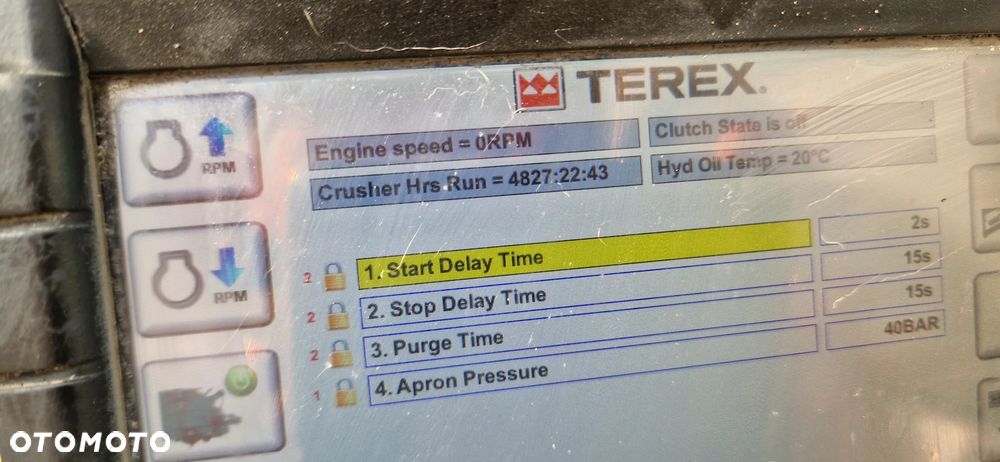 TEREX.
Engine speed = 0RPM
Clutch State is off
Crusher Hrs Run = 4827:22:43
Hyd Oil Temp = 20°C
RPM
RPM
2 1. Start Delay Time 2s
2 2. Stop Delay Time 15s
2 3. Purge Time 15s
1 4. Apron Pressure 40BAR
OTOMOTO